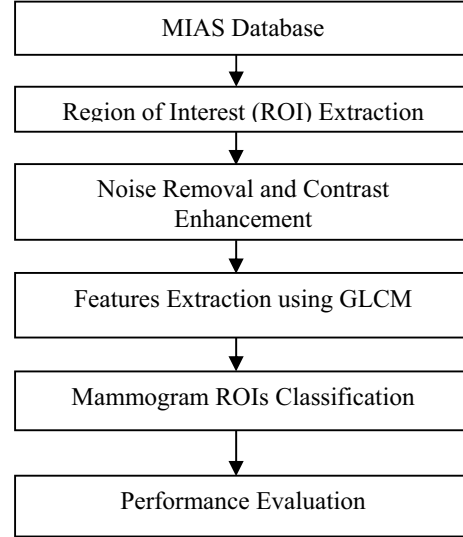 MIAS Database
Region of Interest (ROI) Extraction
Noise Removal and Contrast
Enhancement
Features Extraction using GLCM
Mammogram ROIs Classification
Performance Evaluation